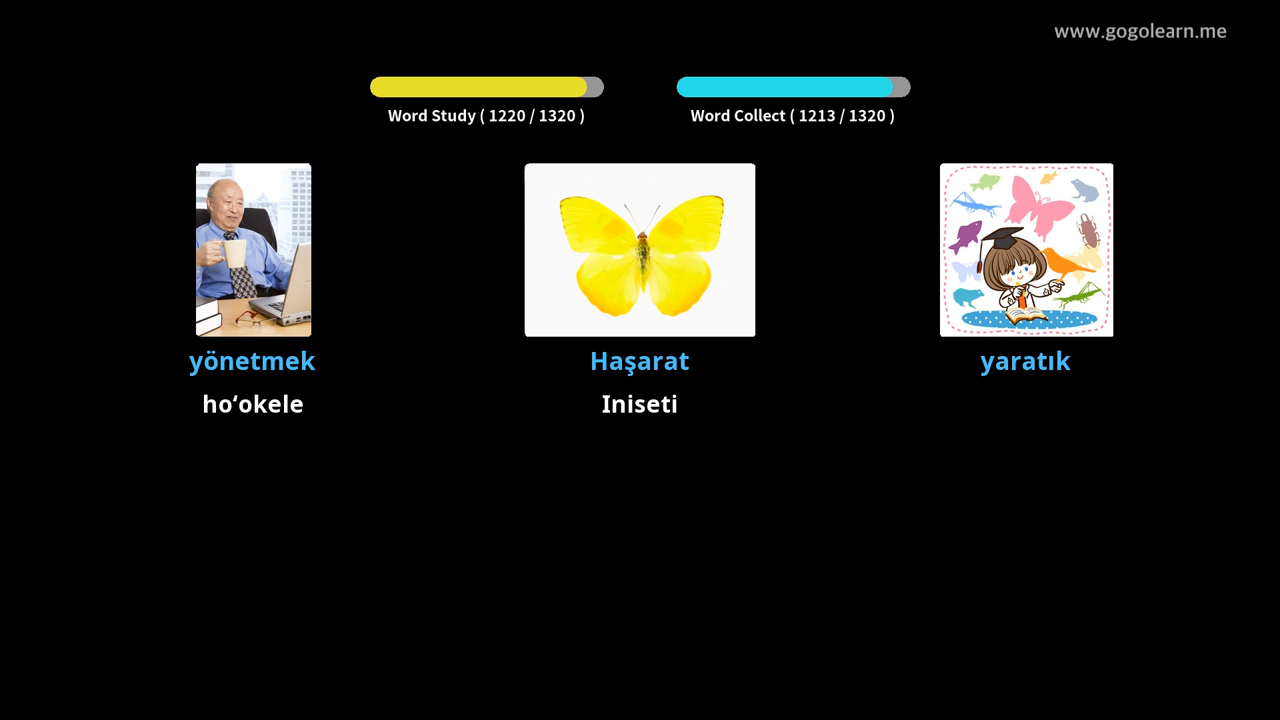 www.gogolearn.me
Word Study ( 1220 / 1320 )
Word Collect ( 1213 / 1320 )
yönetmek
hoʻokele
Haşarat
Iniseti
yaratık